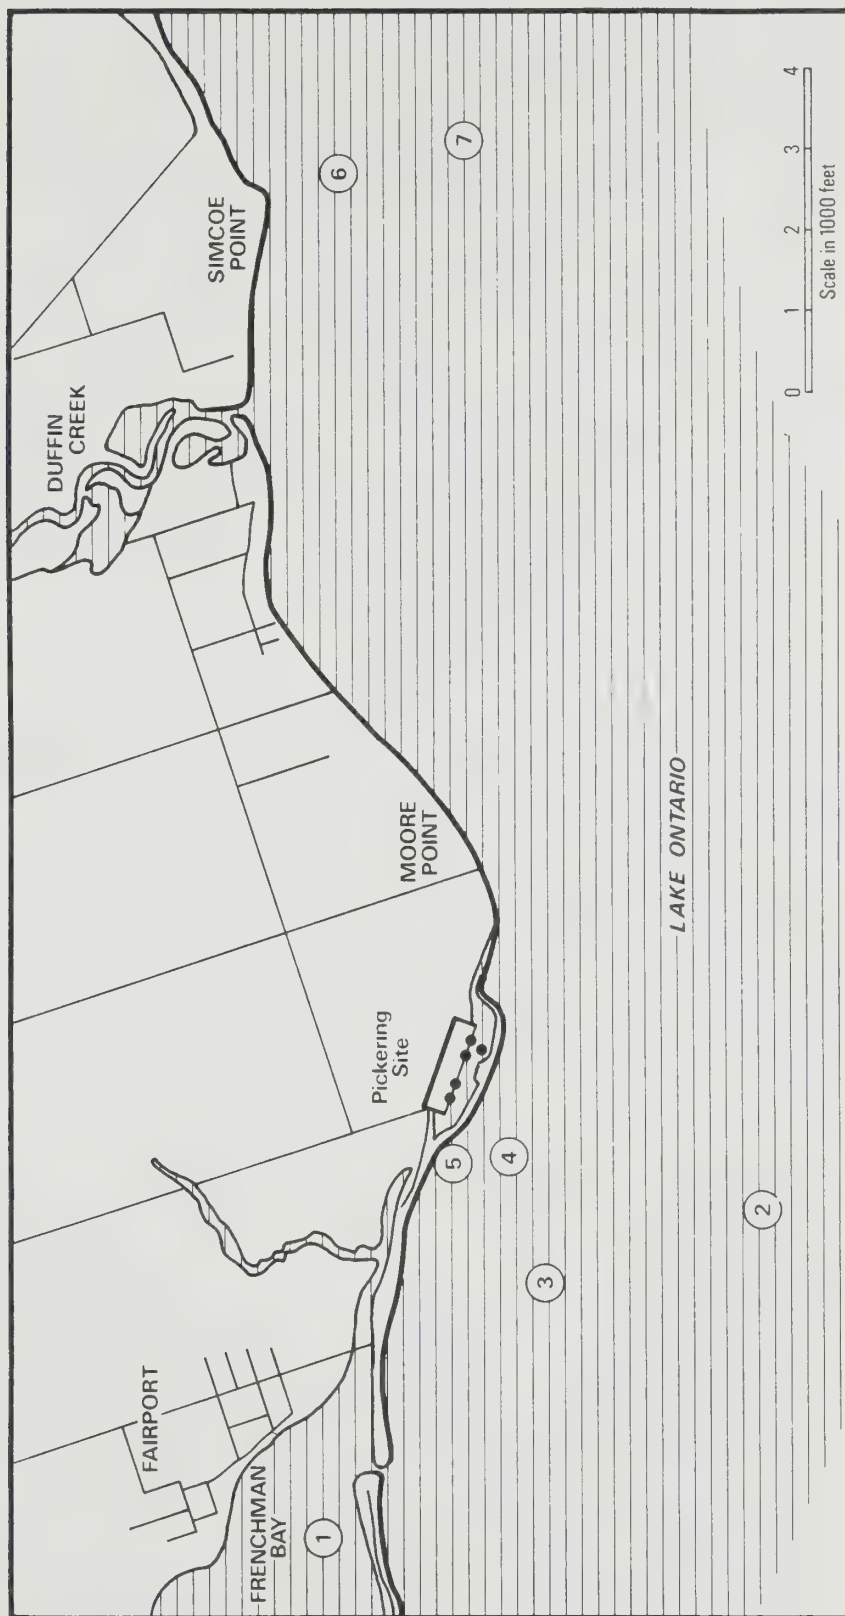 FAIRPORT
FRENCHMAN
BAY
Pickering
Site
MOORE
POINT
DUFFIN
CREEK
SIMCOE
POINT
LAKE ONTARIO
1
2
3
4
5
6
7
0 1 2 3 4
Scale in 1000 feet